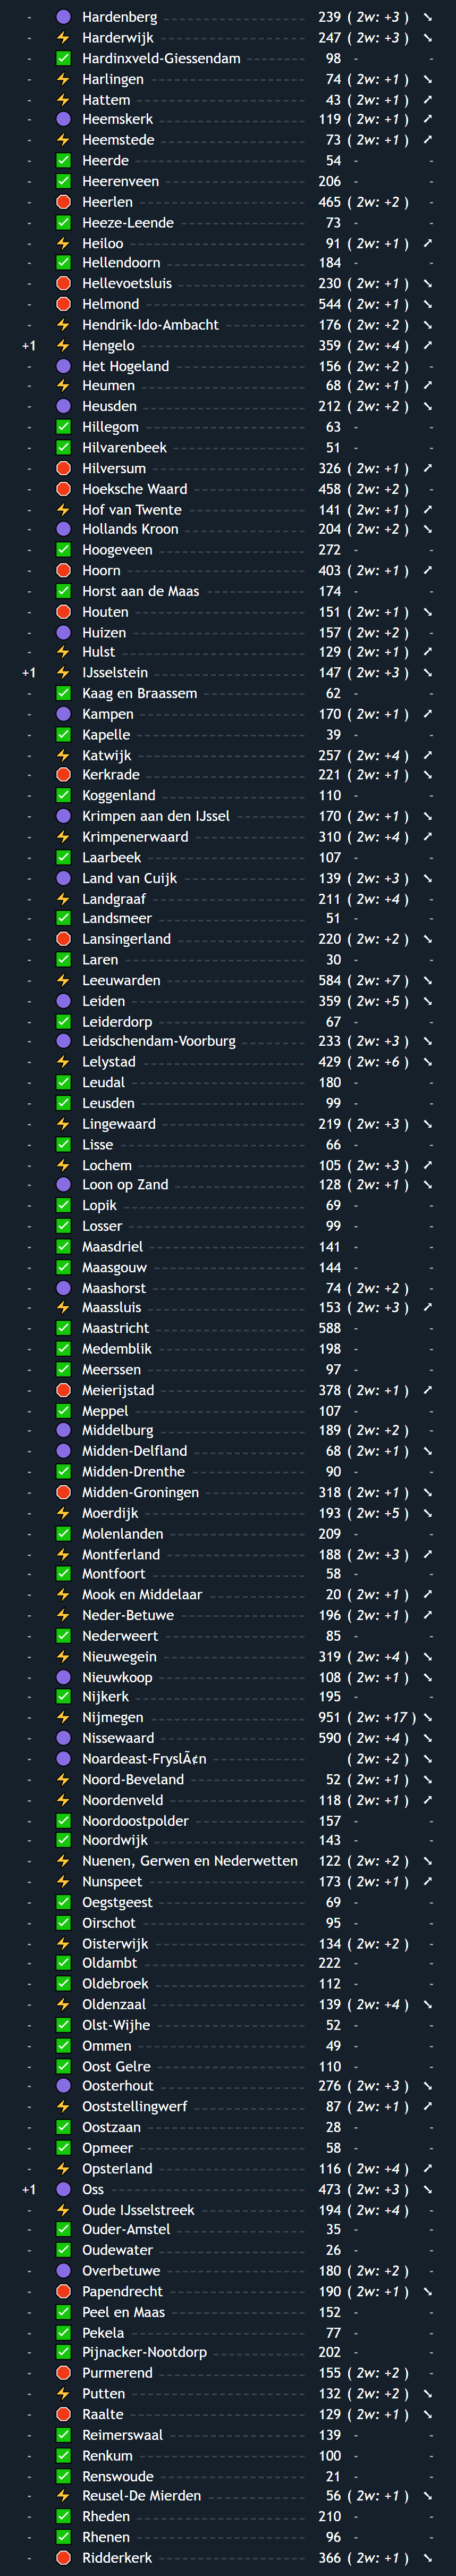 - Hardenberg 239 ( 2w: +3 ) ↘
- Harderwijk 247 ( 2w: +3 ) ↘
- Hardinxveld-Giessendam 98 - -
- Harlingen 74 ( 2w: +1 ) ↘
- Hattem 43 ( 2w: +1 ) ↗
- Heemskerk 119 ( 2w: +1 ) ↗
- Heemstede 73 ( 2w: +1 ) ↗
- Heerde 54 - -
- Heerenveen 206 - -
- Heerlen 465 ( 2w: +2 ) -
- Heeze-Leende 73 - -
- Heiloo 91 ( 2w: +1 ) ↗
- Hellendoorn 184 - -
- Hellevoetsluis 230 ( 2w: +1 ) ↘
- Helmond 544 ( 2w: +1 ) ↘
- Hendrik-Ido-Ambacht 176 ( 2w: +2 ) ↘
+1 Hengelo 359 ( 2w: +4 ) ↗
- Het Hogeland 156 ( 2w: +2 ) -
- Heumen 68 ( 2w: +1 ) ↗
- Heusden 212 ( 2w: +2 ) ↘
- Hillegom 63 - -
- Hilvarenbeek 51 - -
- Hilversum 326 ( 2w: +1 ) ↗
- Hoeksche Waard 458 ( 2w: +2 ) -
- Hof van Twente 141 ( 2w: +1 ) ↗
- Hollands Kroon 204 ( 2w: +2 ) ↘
- Hoogeveen 272 - -
- Hoorn 403 ( 2w: +1 ) ↗
- Horst aan de Maas 174 - -
- Houten 151 ( 2w: +1 ) ↘
- Huizen 157 ( 2w: +2 ) -
- Hulst 129 ( 2w: +1 ) ↗
+1 IJsselstein 147 ( 2w: +3 ) ↘
- Kaag en Braassem 62 - -
- Kampen 170 ( 2w: +1 ) ↗
- Kapelle 39 - -
- Katwijk 257 ( 2w: +4 ) ↗
- Kerkrade 221 ( 2w: +1 ) ↘
- Koggenland 110 - -
- Krimpen aan den IJssel 170 ( 2w: +1 ) ↘
- Krimpenerwaard 310 ( 2w: +4 ) ↗
- Laarbeek 107 - -
- Land van Cuijk 139 ( 2w: +3 ) ↘
- Landgraaf 211 ( 2w: +4 ) -
- Landsmeer 51 - -
- Lansingerland 220 ( 2w: +2 ) ↘
- Laren 30 - -
- Leeuwarden 584 ( 2w: +7 ) ↘
- Leiden 359 ( 2w: +5 ) ↘
- Leiderdorp 67 - -
- Leidschendam-Voorburg 233 ( 2w: +3 ) ↘
- Lelystad 429 ( 2w: +6 ) ↘
- Leudal 180 - -
- Leusden 99 - -
- Lingewaard 219 ( 2w: +3 ) ↘
- Lisse 66 - -
- Lochem 105 ( 2w: +3 ) ↗
- Loon op Zand 128 ( 2w: +1 ) ↘
- Lopik 69 - -
- Losser 99 - -
- Maasdriel 141 - -
- Maasgouw 144 - -
- Maashorst 74 ( 2w: +2 ) -
- Maassluis 153 ( 2w: +3 ) ↗
- Maastricht 588 - -
- Medemblik 198 - -
- Meerssen 97 - -
- Meierijstad 378 ( 2w: +1 ) ↗
- Meppel 107 - -
- Middelburg 189 ( 2w: +2 ) -
- Midden-Delfland 68 ( 2w: +1 ) ↘
- Midden-Drenthe 90 - -
- Midden-Groningen 318 ( 2w: +1 ) ↘
- Moerdijk 193 ( 2w: +5 ) ↘
- Molenlanden 209 - -
- Montferland 188 ( 2w: +3 ) ↗
- Montfoort 58 - -
- Mook en Middelaar 20 ( 2w: +1 ) ↗
- Neder-Betuwe 196 ( 2w: +1 ) ↗
- Nederweert 85 - -
- Nieuwegein 319 ( 2w: +4 ) ↘
- Nieuwkoop 108 ( 2w: +1 ) ↘
- Nijkerk 195 - -
- Nijmegen 951 ( 2w: +17 ) ↘
- Nissewaard 590 ( 2w: +4 ) ↘
- Noardeast-FryslÃ¢n ( 2w: +2 ) ↘
- Noord-Beveland 52 ( 2w: +1 ) ↘
- Noordenveld 118 ( 2w: +1 ) ↗
- Noordoostpolder 157 - -
- Noordwijk 143 - -
- Nuenen, Gerwen en Nederwetten 122 ( 2w: +2 ) ↘
- Nunspeet 173 ( 2w: +1 ) ↗
- Oegstgeest 69 - -
- Oirschot 95 - -
- Oisterwijk 134 ( 2w: +2 ) -
- Oldambt 222 - -
- Oldebroek 112 - -
- Oldenzaal 139 ( 2w: +4 ) ↘
- Olst-Wijhe 52 - -
- Ommen 49 - -
- Oost Gelre 110 - -
- Oosterhout 276 ( 2w: +3 ) ↘
- Ooststellingwerf 87 ( 2w: +1 ) ↗
- Oostzaan 28 - -
- Opmeer 58 - -
- Opsterland 116 ( 2w: +4 ) ↗
+1 Oss 473 ( 2w: +3 ) ↘
- Oude IJsselstreek 194 ( 2w: +4 ) -
- Ouder-Amstel 35 - -
- Oudewater 26 - -
- Overbetuwe 180 ( 2w: +2 ) -
- Papendrecht 190 ( 2w: +1 ) ↘
- Peel en Maas 152 - -
- Pekela 77 - -
- Pijnacker-Nootdorp 202 - -
- Purmerend 155 ( 2w: +2 ) -
- Putten 132 ( 2w: +2 ) ↘
- Raalte 129 ( 2w: +1 ) ↘
- Reimerswaal 139 - -
- Renkum 100 - -
- Renswoude 21 - -
- Reusel-De Mierden 56 ( 2w: +1 ) ↘
- Rheden 210 - -
- Rhenen 96 - -
- Ridderkerk 366 ( 2w: +1 ) ↘